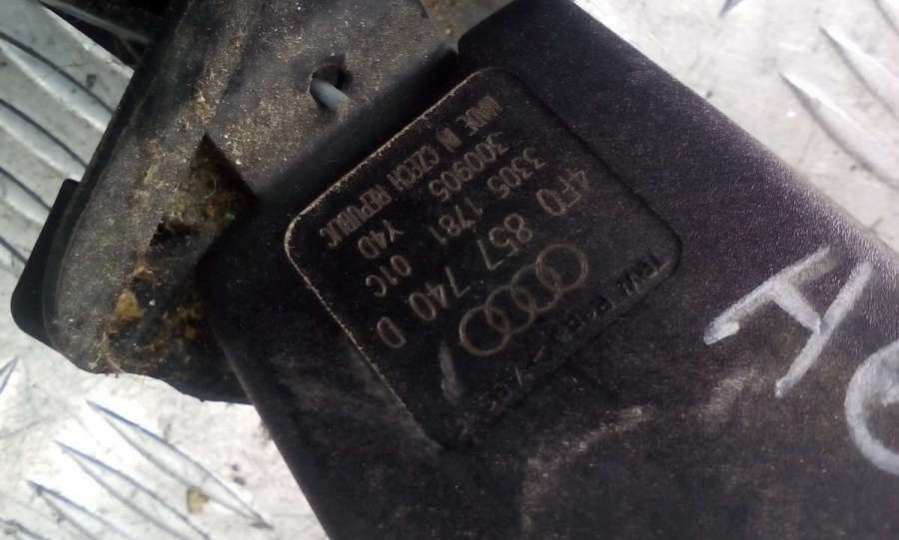 4F0 857 740 D
3305 1781 01C
300905 Y4D
MADE IN CZECH REPUBLIC